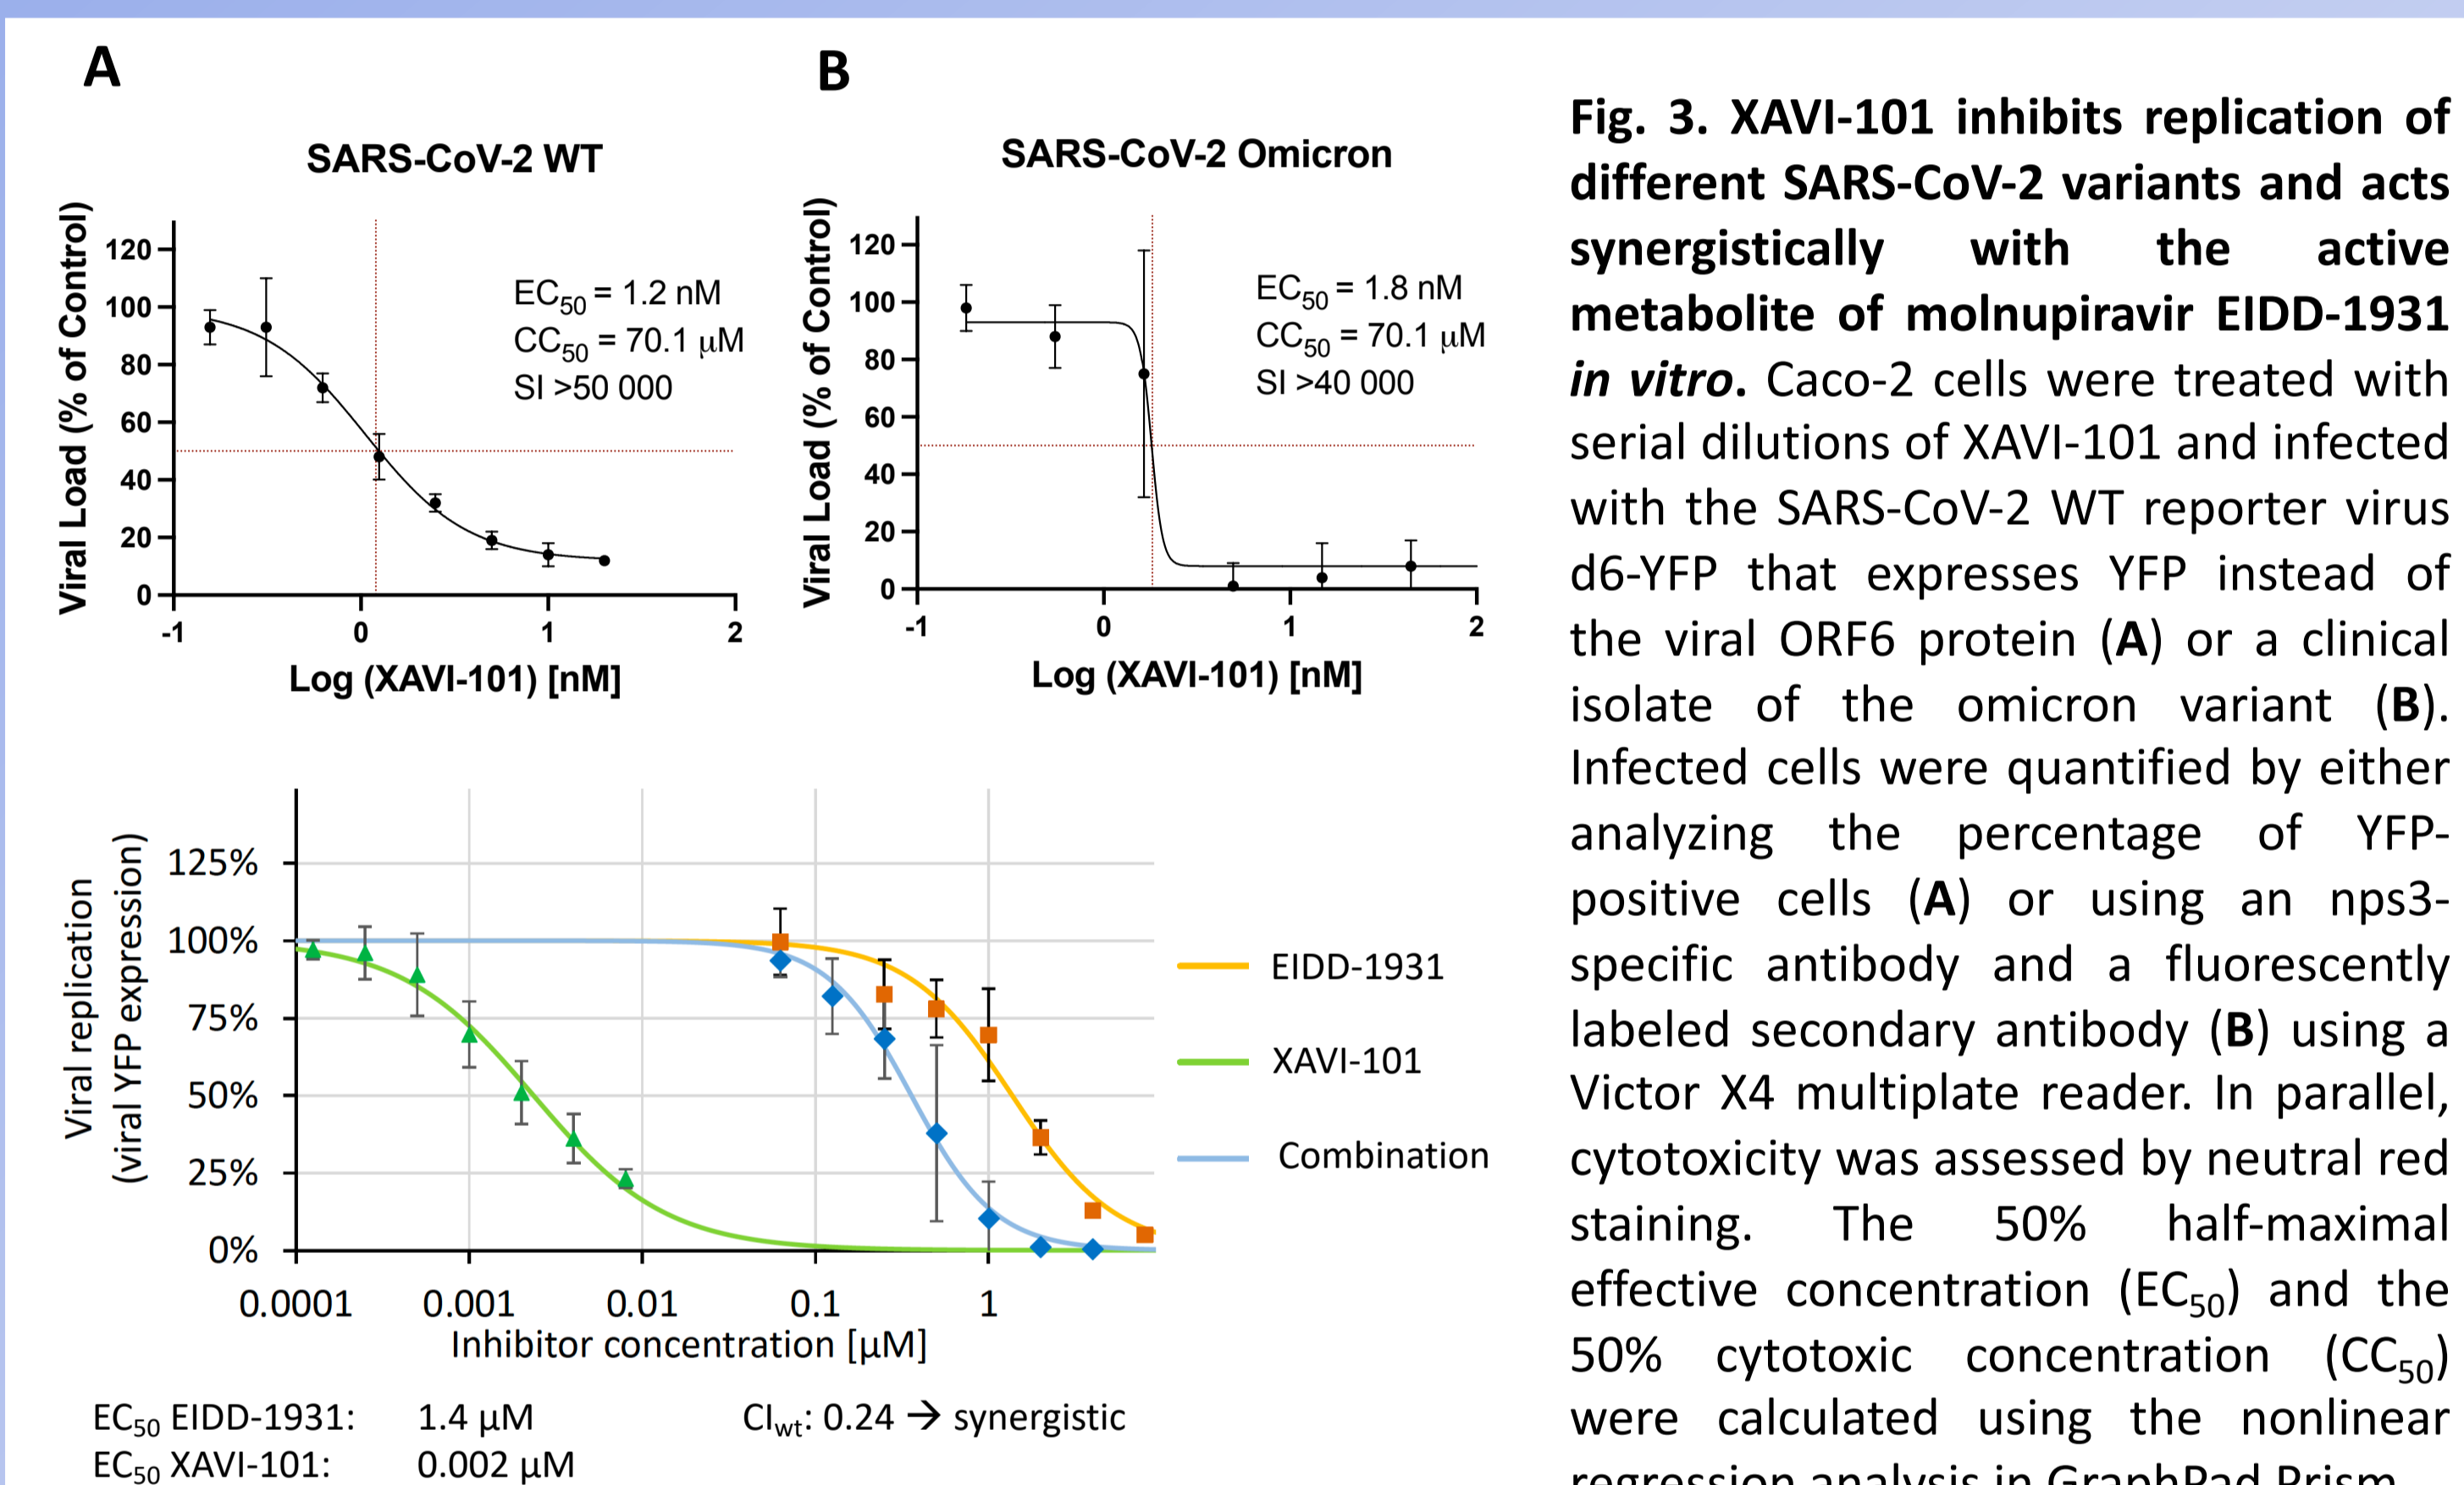 A
SARS-CoV-2 WT
Viral Load (% of Control)
120
100
80
60
40
20
0
EC50 = 1.2 nM
CC50 = 70.1 µM
SI >50 000
-1 0 1 2
Log (XAVI-101) [nM]
B
SARS-CoV-2 Omicron
Viral Load (% of Control)
120
100
80
60
40
20
0
EC50 = 1.8 nM
CC50 = 70.1 µM
SI >40 000
-1 0 1 2
Log (XAVI-101) [nM]
Viral replication
(viral YFP expression)
125%
100%
75%
50%
25%
0%
0.0001 0.001 0.01 0.1 1
Inhibitor concentration [µM]
EIDD-1931
XAVI-101
Combination
EC50 EIDD-1931: 1.4 µM
EC50 XAVI-101: 0.002 µM
CIwt: 0.24 → synergistic
Fig. 3. XAVI-101 inhibits replication of
different SARS-CoV-2 variants and acts
synergistically with the active
metabolite of molnupiravir EIDD-1931
in vitro. Caco-2 cells were treated with
serial dilutions of XAVI-101 and infected
with the SARS-CoV-2 WT reporter virus
d6-YFP that expresses YFP instead of
the viral ORF6 protein (A) or a clinical
isolate of the omicron variant (B).
Infected cells were quantified by either
analyzing the percentage of YFP-
positive cells (A) or using an nps3-
specific antibody and a fluorescently
labeled secondary antibody (B) using a
Victor X4 multiplate reader. In parallel,
cytotoxicity was assessed by neutral red
staining. The 50% half-maximal
effective concentration (EC50) and the
50% cytotoxic concentration (CC50)
were calculated using the nonlinear
regression analysis in GraphPad Prism